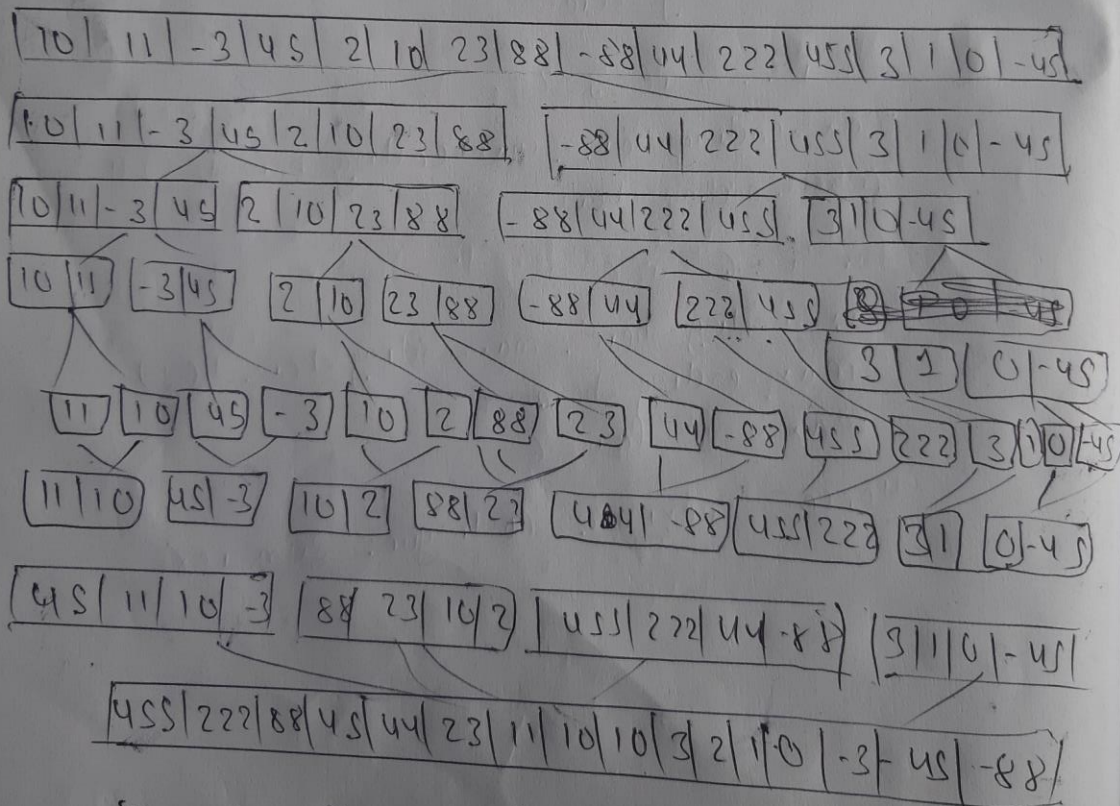 10 | 11 | -3 | 45 | 2 | 10 | 23 | 88 | -88 | 44 | 222 | 455 | 3 | 1 | 0 | -45
10 | 11 | -3 | 45 | 2 | 10 | 23 | 88 -88 | 44 | 222 | 455 | 3 | 1 | 0 | -45
10 | 11 | -3 | 45 2 | 10 | 23 | 88 -88 | 44 | 222 | 455 3 | 1 | 0 | -45
10 | 11 -3 | 45 2 | 10 23 | 88 -88 | 44 222 | 455
3 | 1 0 | -45
11 10 45 -3 10 2 88 23 44 -88 455 222 3 1 0 -45
11 | 10 45 | -3 10 | 2 88 | 23 44 | -88 455 | 222 3 | 1 0 | -45
45 | 11 | 10 | -3 88 | 23 | 10 | 2 455 | 222 | 44 | -88 3 | 1 | 0 | -45
455 | 222 | 88 | 45 | 44 | 23 | 11 | 10 | 10 | 3 | 2 | 1 | 0 | -3 | -45 | -88